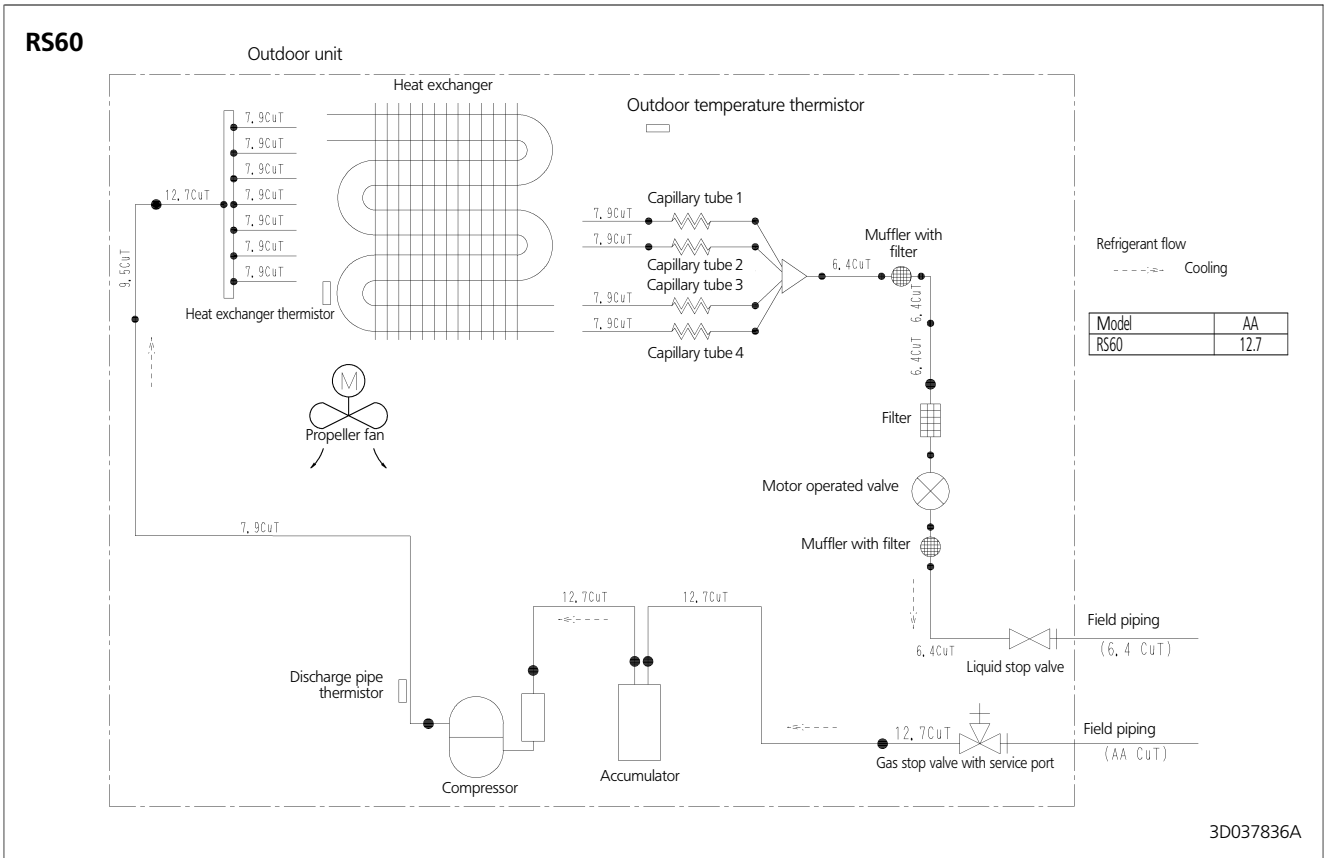 RS60
Outdoor unit
Heat exchanger
Outdoor temperature thermistor
7.9CuT
7.9CuT
7.9CuT
7.9CuT
7.9CuT
7.9CuT
7.9CuT
12.7CuT
9.5CuT
Heat exchanger thermistor
Capillary tube 1
7.9CuT
7.9CuT
Capillary tube 2
Capillary tube 3
7.9CuT
7.9CuT
Capillary tube 4
6.4CuT
Muffler with
filter
6.4CuT
6.4CuT
Refrigerant flow
Cooling
Model AA
RS60 12.7
M
Propeller fan
Filter
Motor operated valve
Muffler with filter
7.9CuT
12.7CuT
12.7CuT
6.4CuT
Liquid stop valve
Field piping
(6.4 CuT)
Discharge pipe
thermistor
Compressor
Accumulator
12.7CuT
Gas stop valve with service port
Field piping
(AA CuT)
3D037836A